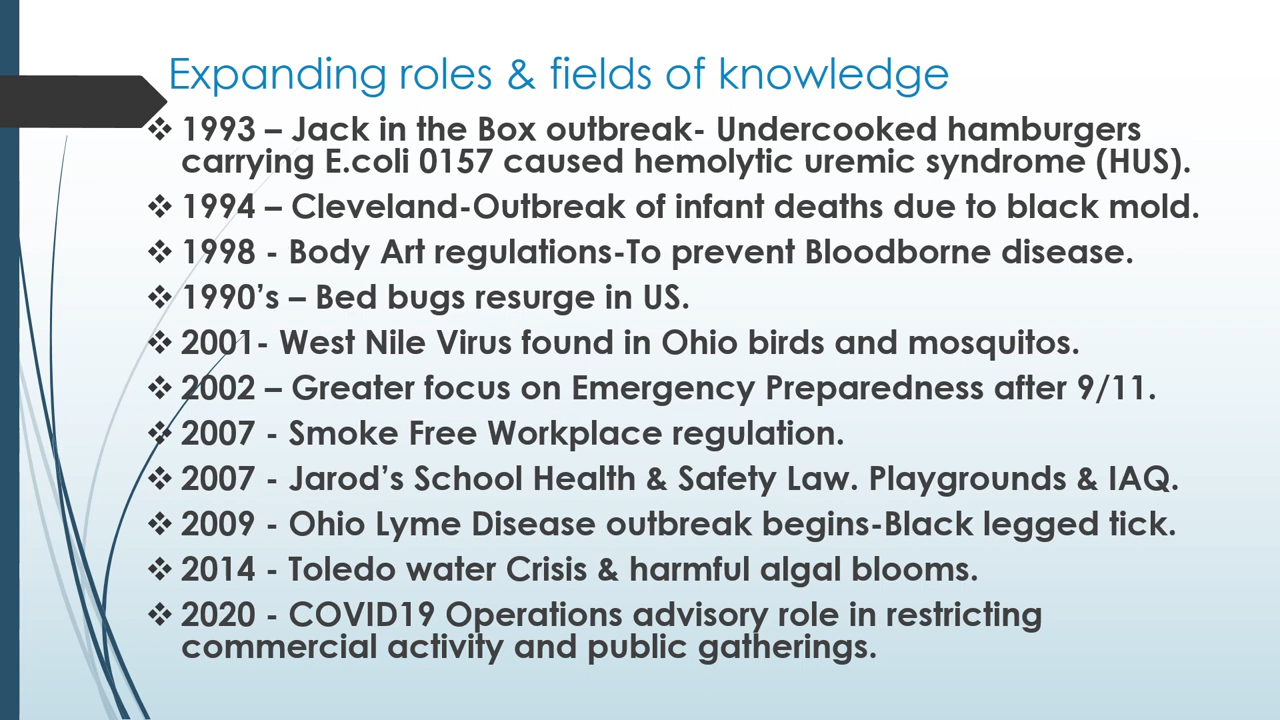 Expanding roles & fields of knowledge
❖ 1993 – Jack in the Box outbreak- Undercooked hamburgers
carrying E.coli 0157 caused hemolytic uremic syndrome (HUS).
❖ 1994 – Cleveland-Outbreak of infant deaths due to black mold.
❖ 1998 - Body Art regulations-To prevent Bloodborne disease.
❖ 1990’s – Bed bugs resurge in US.
❖ 2001- West Nile Virus found in Ohio birds and mosquitos.
❖ 2002 – Greater focus on Emergency Preparedness after 9/11.
❖ 2007 - Smoke Free Workplace regulation.
❖ 2007 - Jarod’s School Health & Safety Law. Playgrounds & IAQ.
❖ 2009 - Ohio Lyme Disease outbreak begins-Black legged tick.
❖ 2014 - Toledo water Crisis & harmful algal blooms.
❖ 2020 - COVID19 Operations advisory role in restricting
commercial activity and public gatherings.